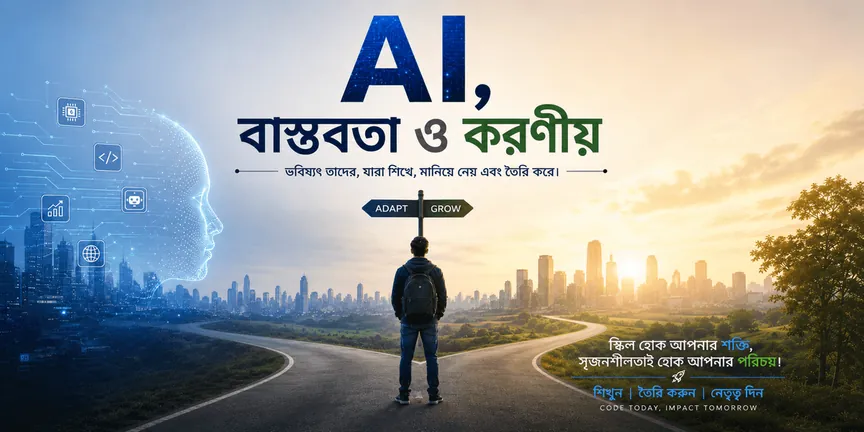 AI,
বাস্তবতা ও করণীয়
ভবিষ্যৎ তাদের, যারা শিখে, মানিয়ে নেয় এবং তৈরি করে।
ADAPT GROW
স্কিল হোক আপনার শক্তি,
সৃজনশীলতাই হোক আপনার পরিচয়!
শিখুন | তৈরি করুন | নেতৃত্ব দিন
CODE TODAY, IMPACT TOMORROW